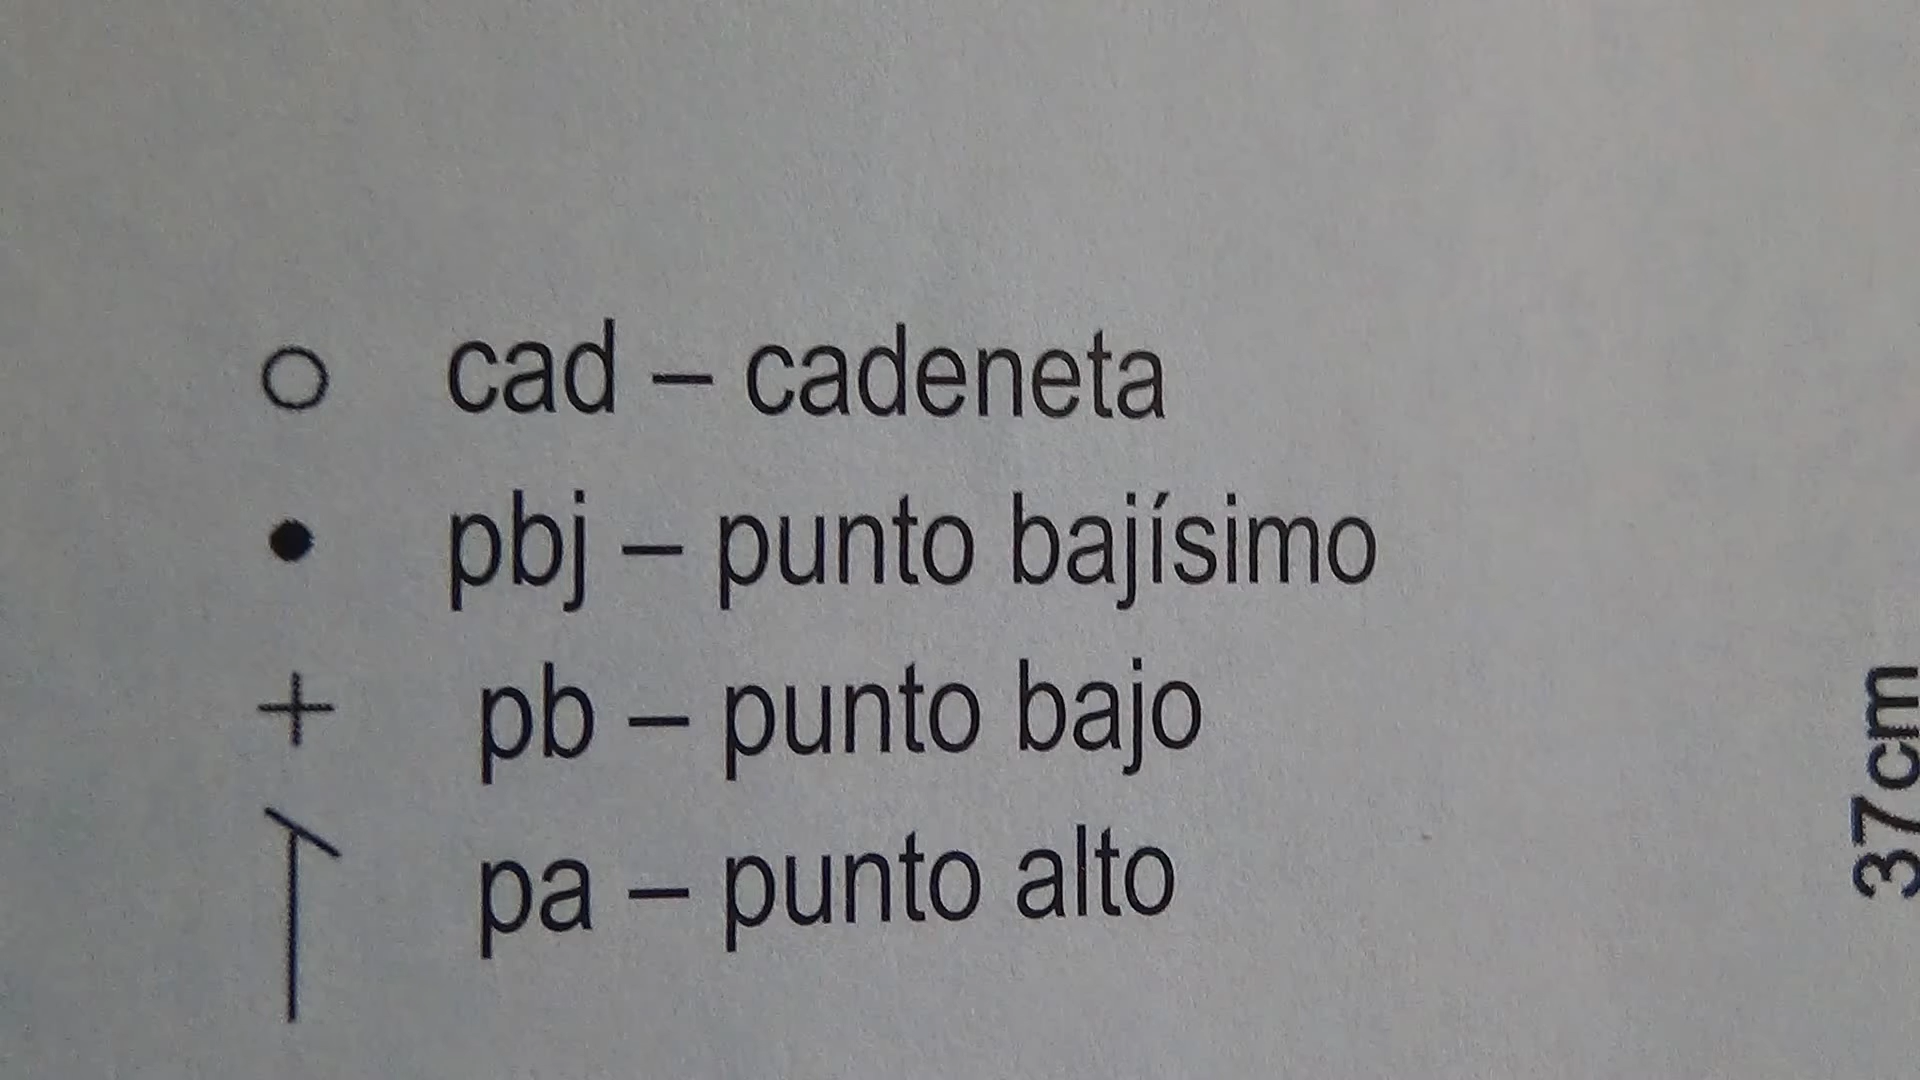 cad – cadeneta
pbj – punto bajísimo
pb – punto bajo
pa – punto alto
37cm